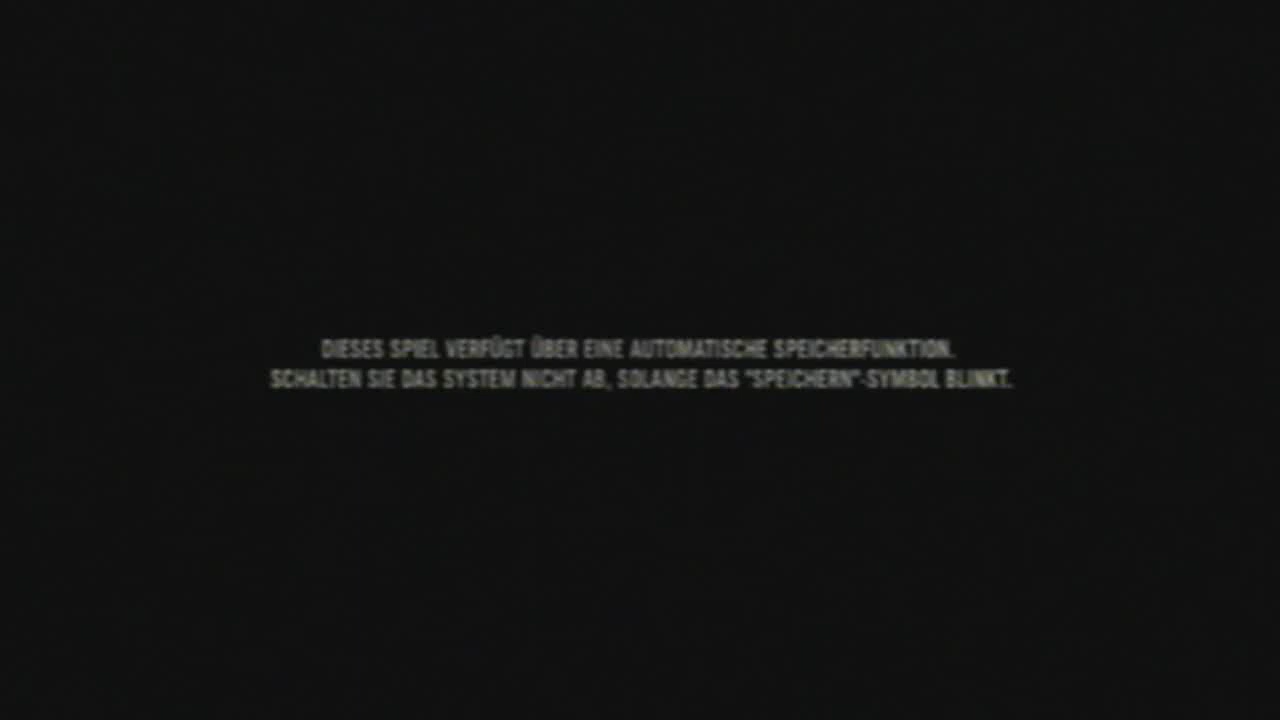 DIESES SPIEL VERFÜGT ÜBER EINE AUTOMATISCHE SPEICHERFUNKTION.
SCHALTEN SIE DAS SYSTEM NICHT AB, SOLANGE DAS "SPEICHERN"-SYMBOL BLINKT.